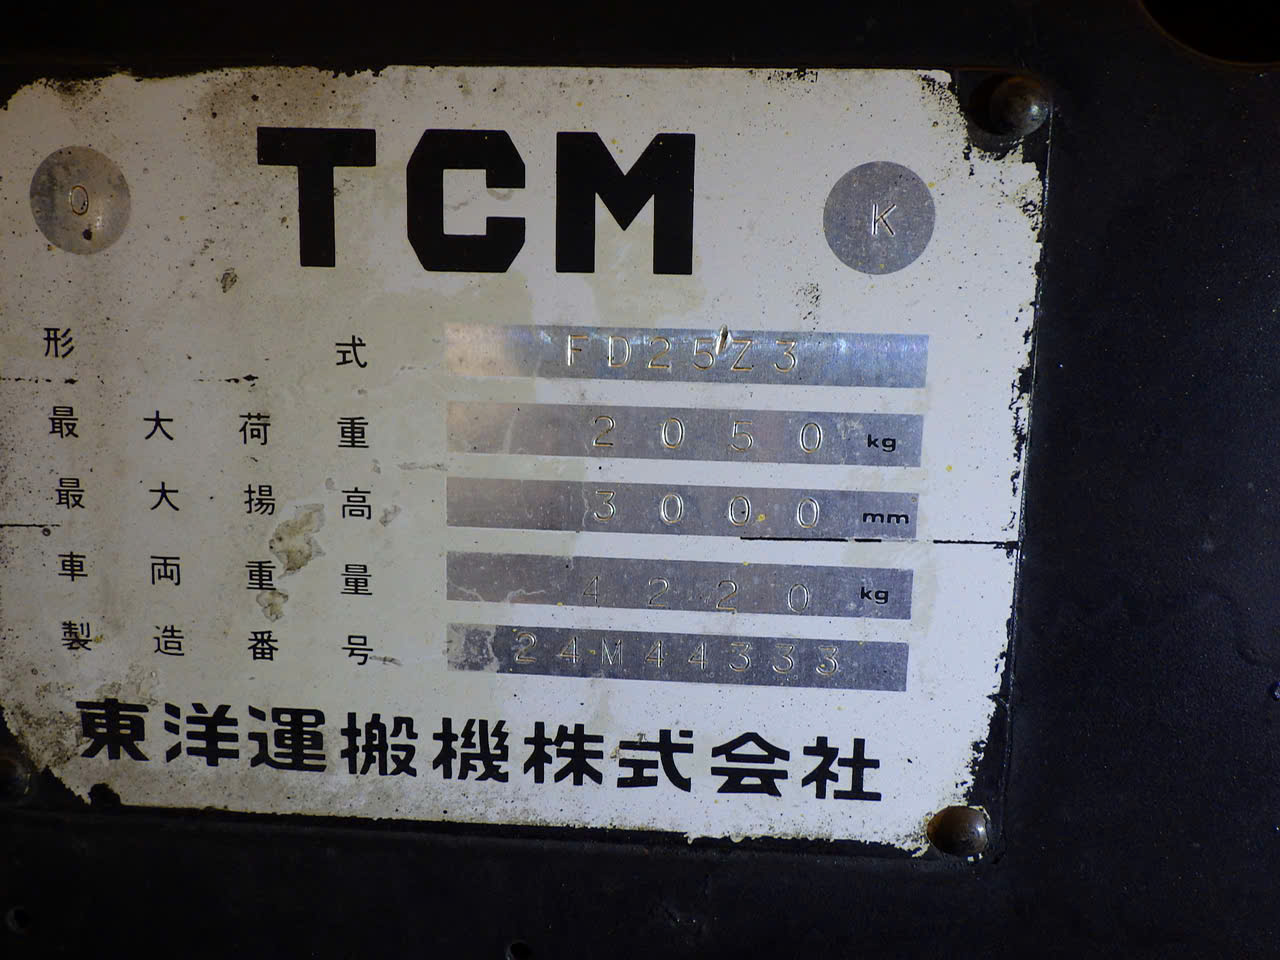 TCM
O K
形式 FD25Z3
最大荷重 2050 kg
最大揚高 3000 mm
車両重量 4220 kg
製造番号 24M44333
東洋運搬機株式会社